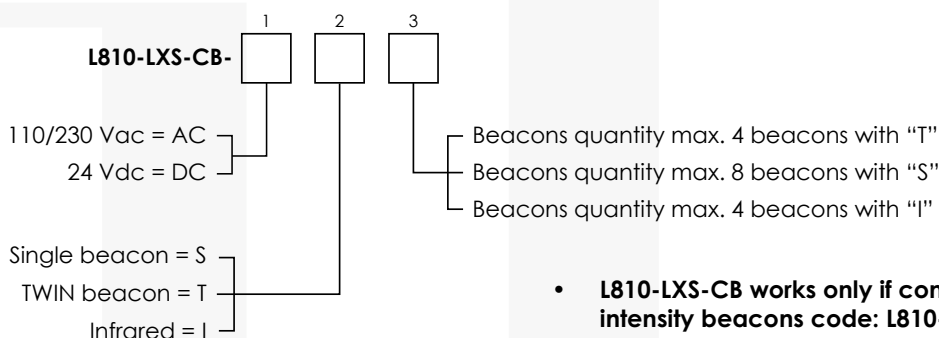 1 2 3
L810-LXS-CB-
110/230 Vac = AC
24 Vdc = DC
Beacons quantity max. 4 beacons with “T”
Beacons quantity max. 8 beacons with “S”
Beacons quantity max. 4 beacons with “I”
Single beacon = S
TWIN beacon = T
Infrared = I
• L810-LXS-CB works only if con
intensity beacons code: L810-